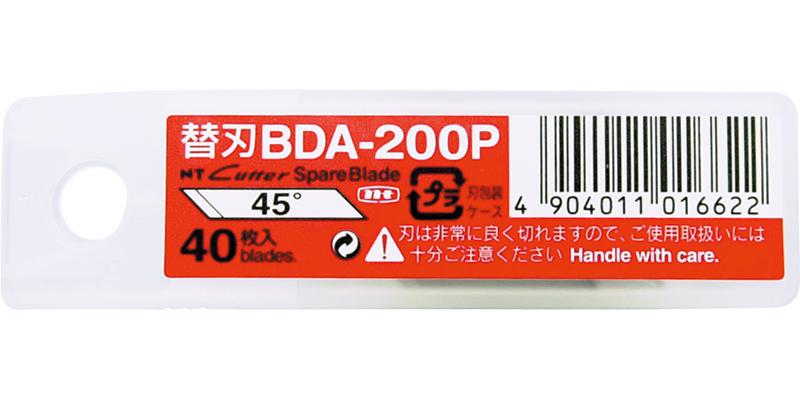 替刃BDA-200P
NT Cutter Spare Blade
nt
45°
プラ
刃包装
ケース
40枚入
blades.
4 904011 016622
刃は非常に良く切れますので、ご使用取扱いには
十分ご注意ください Handle with care.